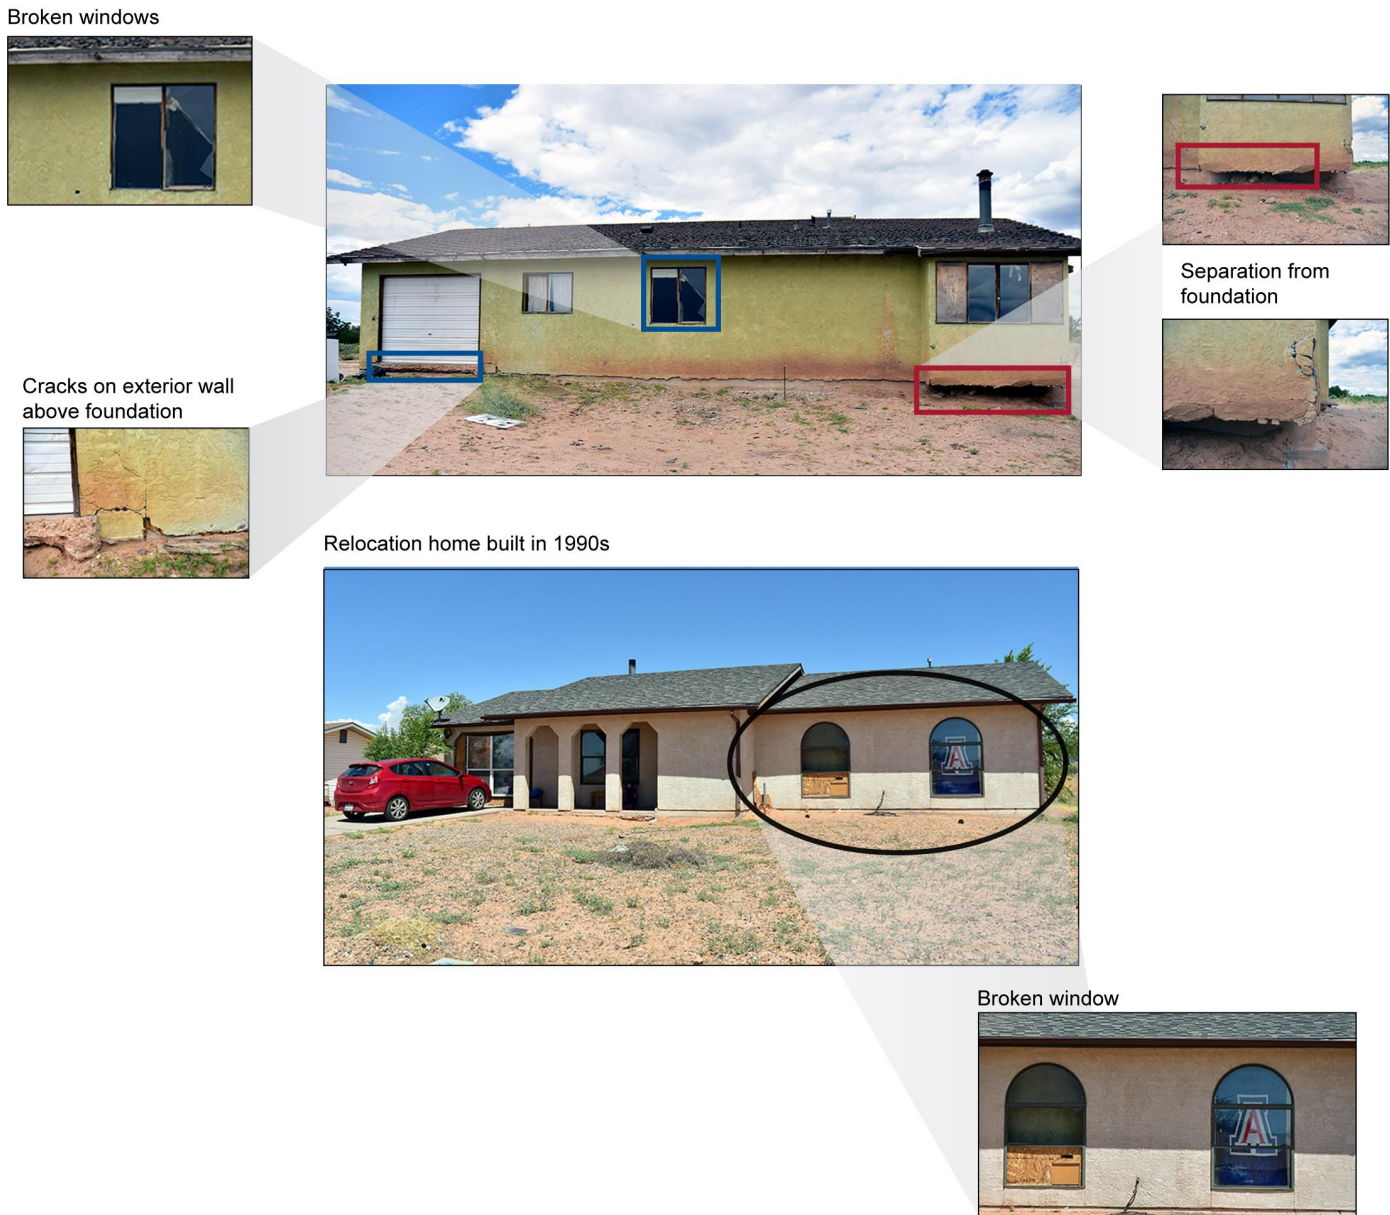 Broken windows
Separation from
foundation
Cracks on exterior wall
above foundation
Relocation home built in 1990s
A
Broken window
A